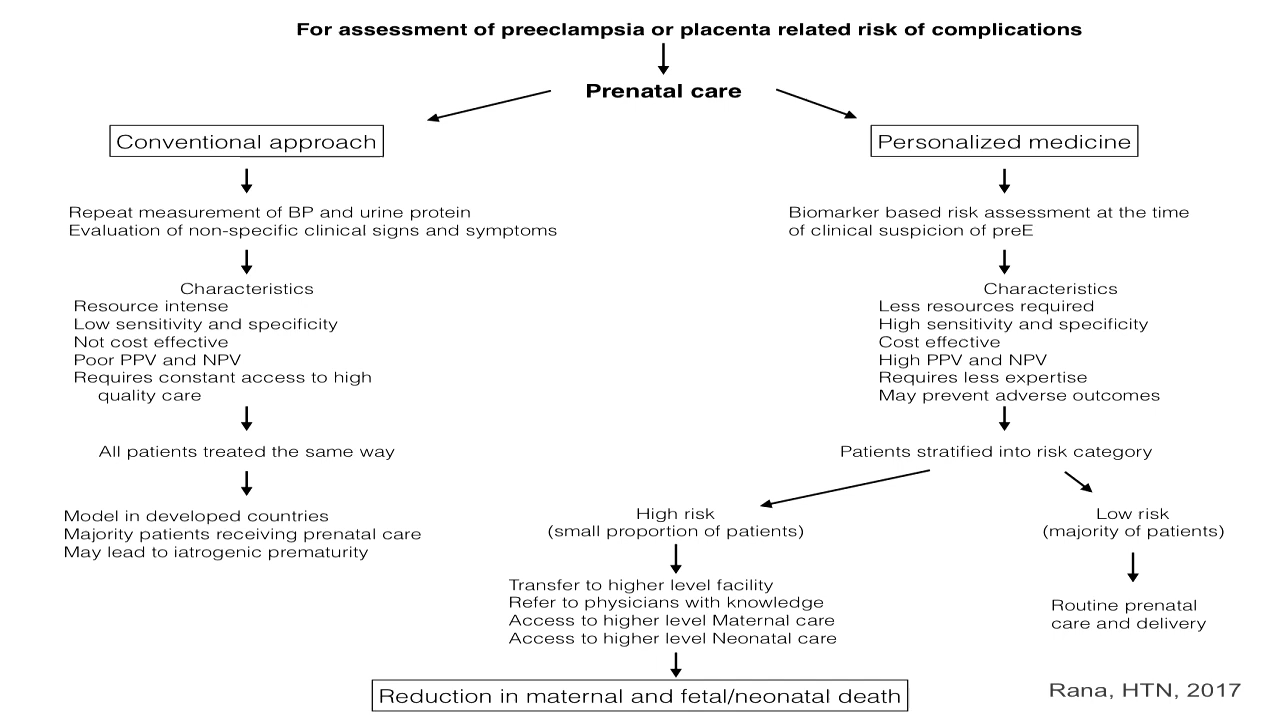 For assessment of preeclampsia or placenta related risk of complications
Prenatal care
Conventional approach
Repeat measurement of BP and urine protein
Evaluation of non-specific clinical signs and symptoms
Characteristics
Resource intense
Low sensitivity and specificity
Not cost effective
Poor PPV and NPV
Requires constant access to high
quality care
All patients treated the same way
Model in developed countries
Majority patients receiving prenatal care
May lead to iatrogenic prematurity
Personalized medicine
Biomarker based risk assessment at the time
of clinical suspicion of preE
Characteristics
Less resources required
High sensitivity and specificity
Cost effective
High PPV and NPV
Requires less expertise
May prevent adverse outcomes
Patients stratified into risk category
High risk
(small proportion of patients)
Transfer to higher level facility
Refer to physicians with knowledge
Access to higher level Maternal care
Access to higher level Neonatal care
Reduction in maternal and fetal/neonatal death
Low risk
(majority of patients)
Routine prenatal
care and delivery
Rana, HTN, 2017